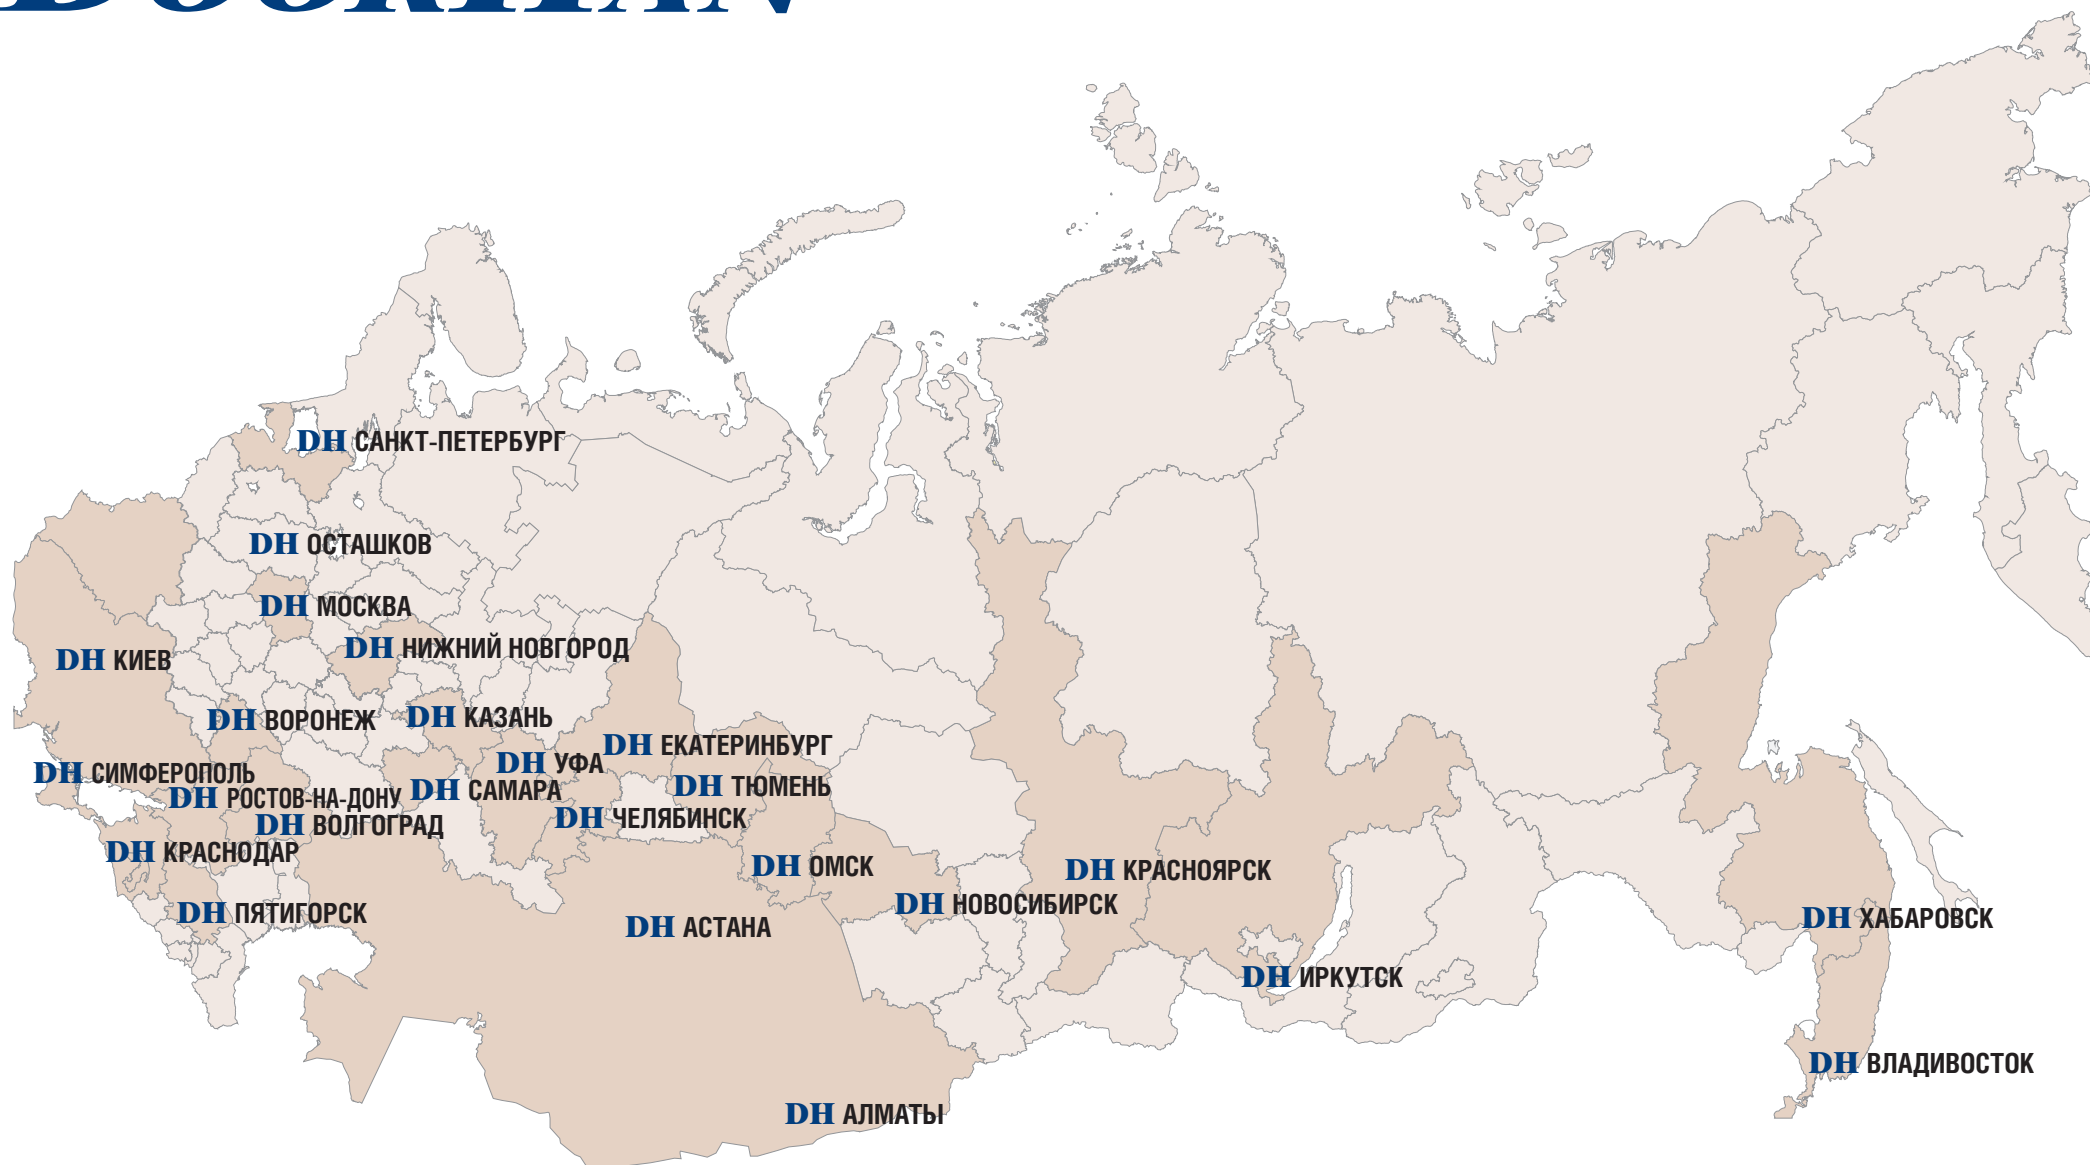 DH САНКТ-ПЕТЕРБУРГ
DH ОСТАШКОВ
DH МОСКВА
DH НИЖНИЙ НОВГОРОД
DH КИЕВ
DH ВОРОНЕЖ
DH КАЗАНЬ
DH ЕКАТЕРИНБУРГ
DH УФА
DH СИМФЕРОПОЛЬ
DH ТЮМЕНЬ
DH САМАРА
DH РОСТОВ-НА-ДОНУ
DH ЧЕЛЯБИНСК
DH ВОЛГОГРАД
DH КРАСНОДАР
DH ОМСК
DH КРАСНОЯРСК
DH НОВОСИБИРСК
DH ПЯТИГОРСК
DH ХАБАРОВСК
DH АСТАНА
DH ИРКУТСК
DH ВЛАДИВОСТОК
DH АЛМАТЫ